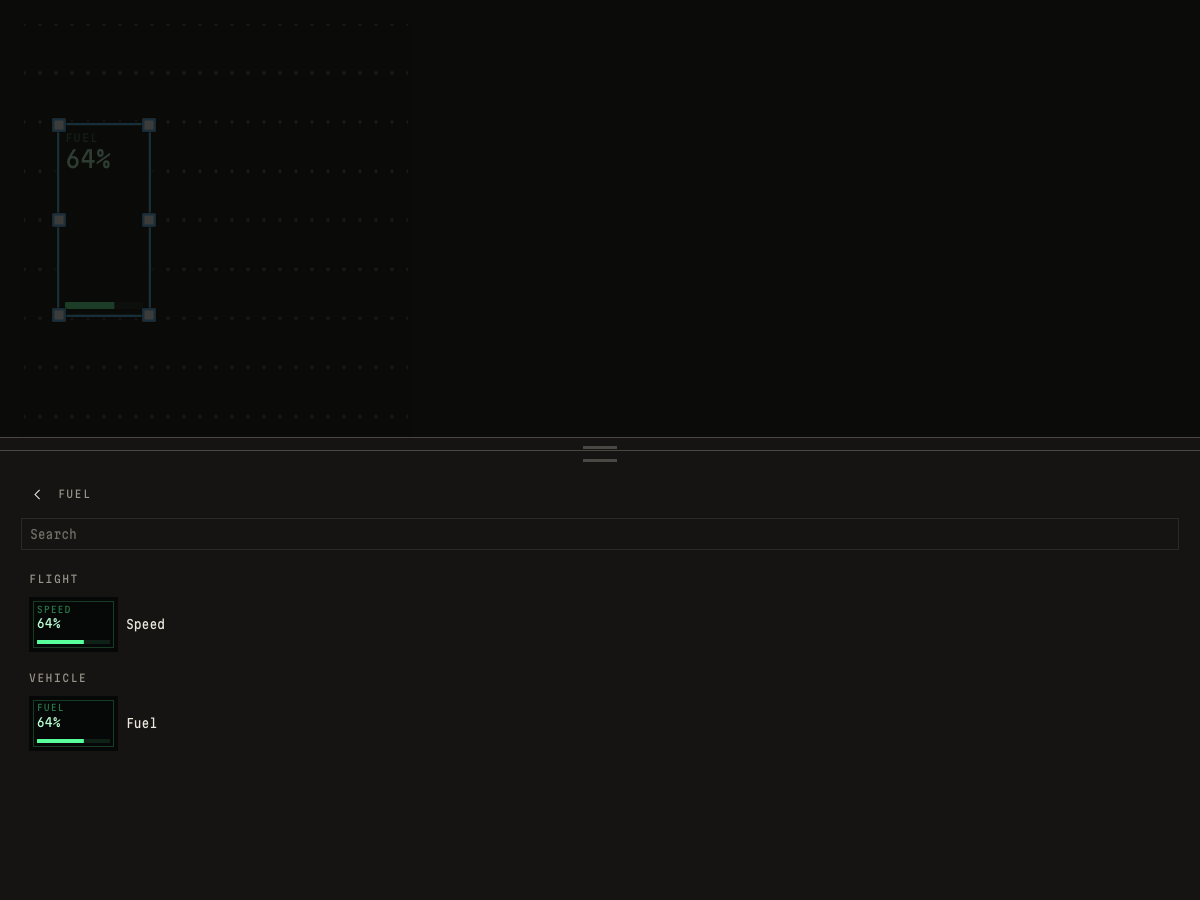 FUEL
64%
FUEL
Search
FLIGHT
SPEED
64%
Speed
VEHICLE
FUEL
64%
Fuel